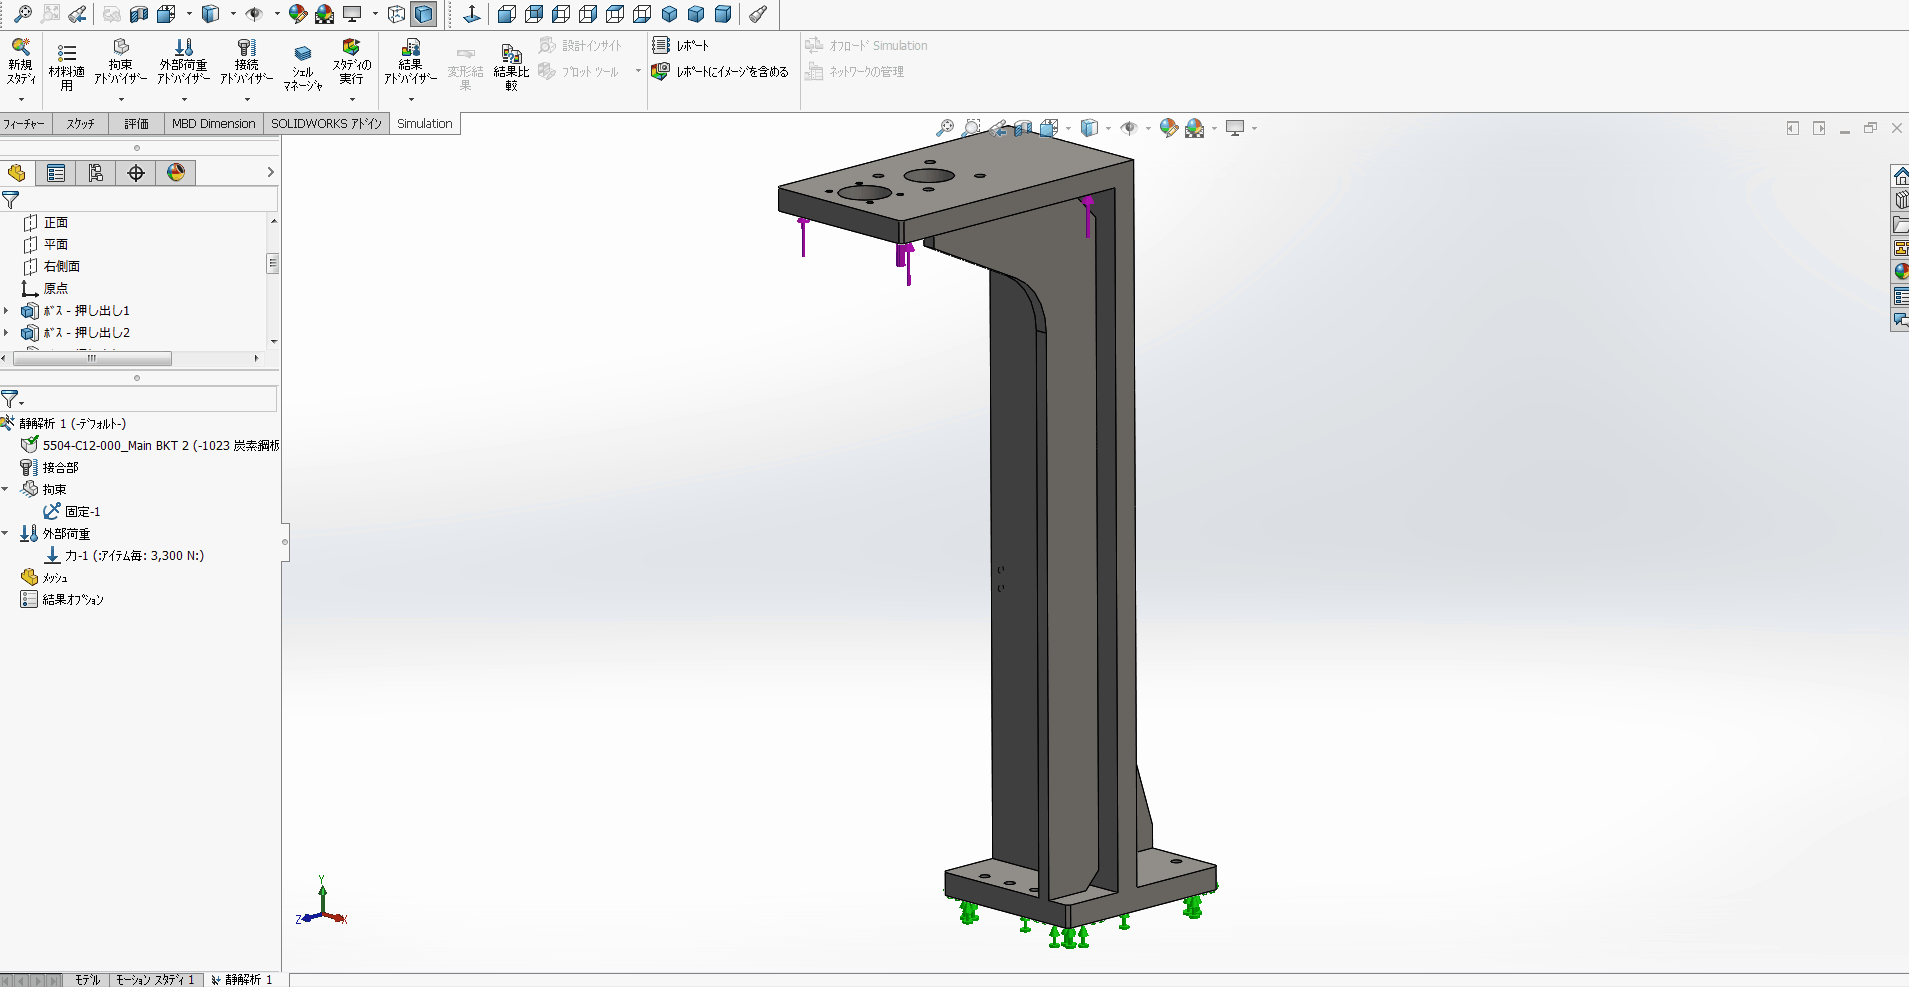 新規
スタディ
材料適
用
拘束
アドバイザー
外部荷重
アドバイザー
接続
アドバイザー
シェル
マネージャ
スタディの
実行
結果
アドバイザー
変形結
果
結果比
較
設計インサイト
プロット ツール
レポート
レポートにイメージを含める
オフロード Simulation
ネットワークの管理
フィーチャー
スケッチ
評価
MBD Dimension
SOLIDWORKS アドイン
Simulation
正面
平面
右側面
原点
ボス - 押し出し1
ボス - 押し出し2
静解析 1 (-デフォルト-)
5504-C12-000_Main BKT 2 (-1023 炭素鋼板
接合部
拘束
固定-1
外部荷重
力-1 (:アイテム毎: 3,300 N:)
メッシュ
結果オプション
Y
Z
X
モデル
モーション スタディ 1
静解析 1